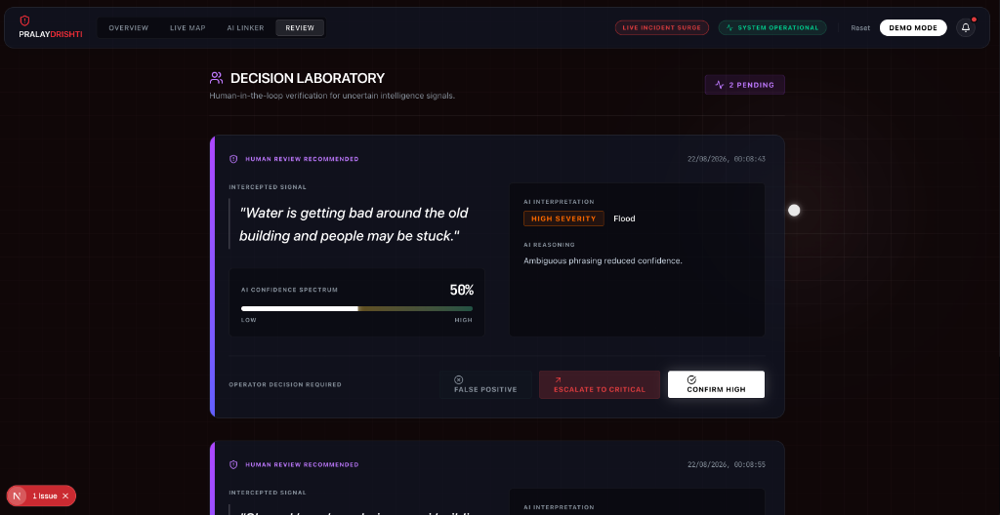 PRALAYDRISHTI
OVERVIEW
LIVE MAP
AI LINKER
REVIEW
LIVE INCIDENT SURGE
SYSTEM OPERATIONAL
Reset
DEMO MODE
DECISION LABORATORY
Human-in-the-loop verification for uncertain intelligence signals.
2 PENDING
HUMAN REVIEW RECOMMENDED
22/08/2026, 00:08:43
INTERCEPTED SIGNAL
"Water is getting bad around the old
building and people may be stuck."
AI CONFIDENCE SPECTRUM
50%
LOW
HIGH
AI INTERPRETATION
HIGH SEVERITY
Flood
AI REASONING
Ambiguous phrasing reduced confidence.
OPERATOR DECISION REQUIRED
FALSE POSITIVE
ESCALATE TO CRITICAL
CONFIRM HIGH
HUMAN REVIEW RECOMMENDED
22/08/2026, 00:08:55
INTERCEPTED SIGNAL
AI INTERPRETATION
N
1 Issue